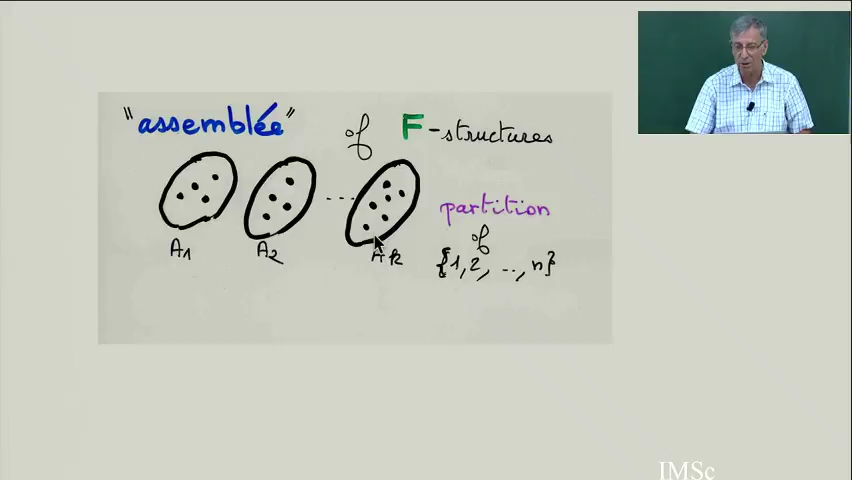 "assemblée" of F-structures
A1 A2 ... Ak
partition
of
{1, 2, .., n}
IMSc